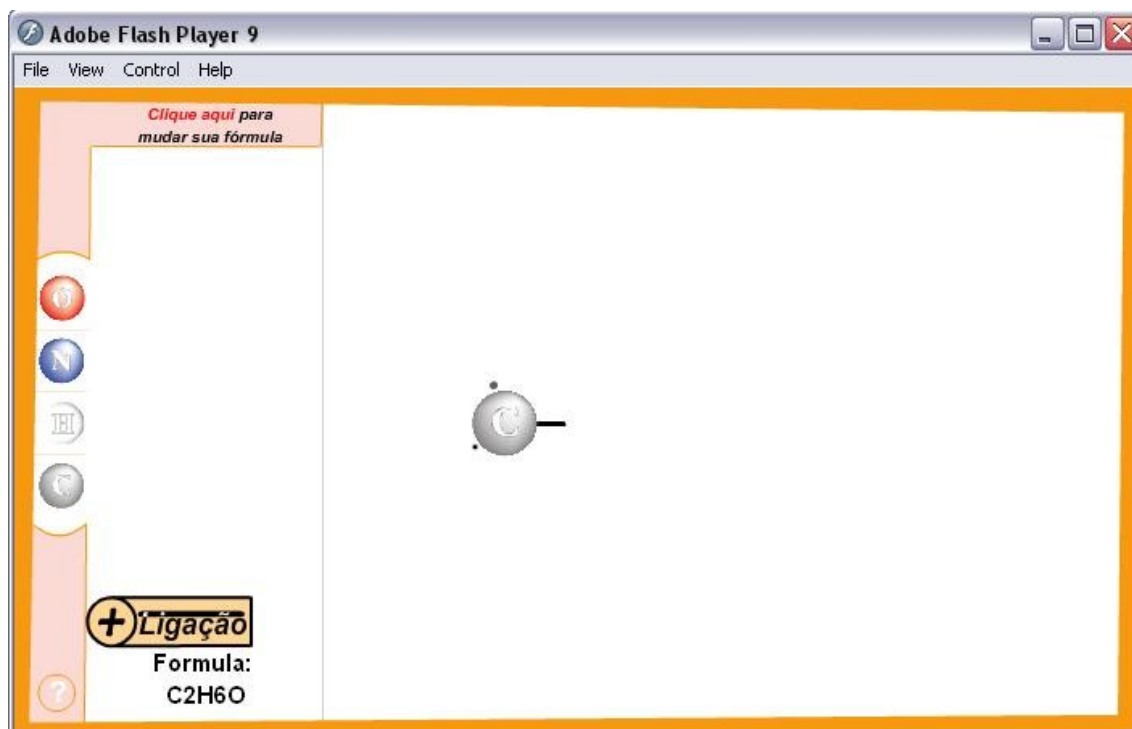 Adobe Flash Player 9
File View Control Help
Clique aqui para
mudar sua fórmula
O
N
H
C
C
+Ligação
Formula:
C2H6O
?